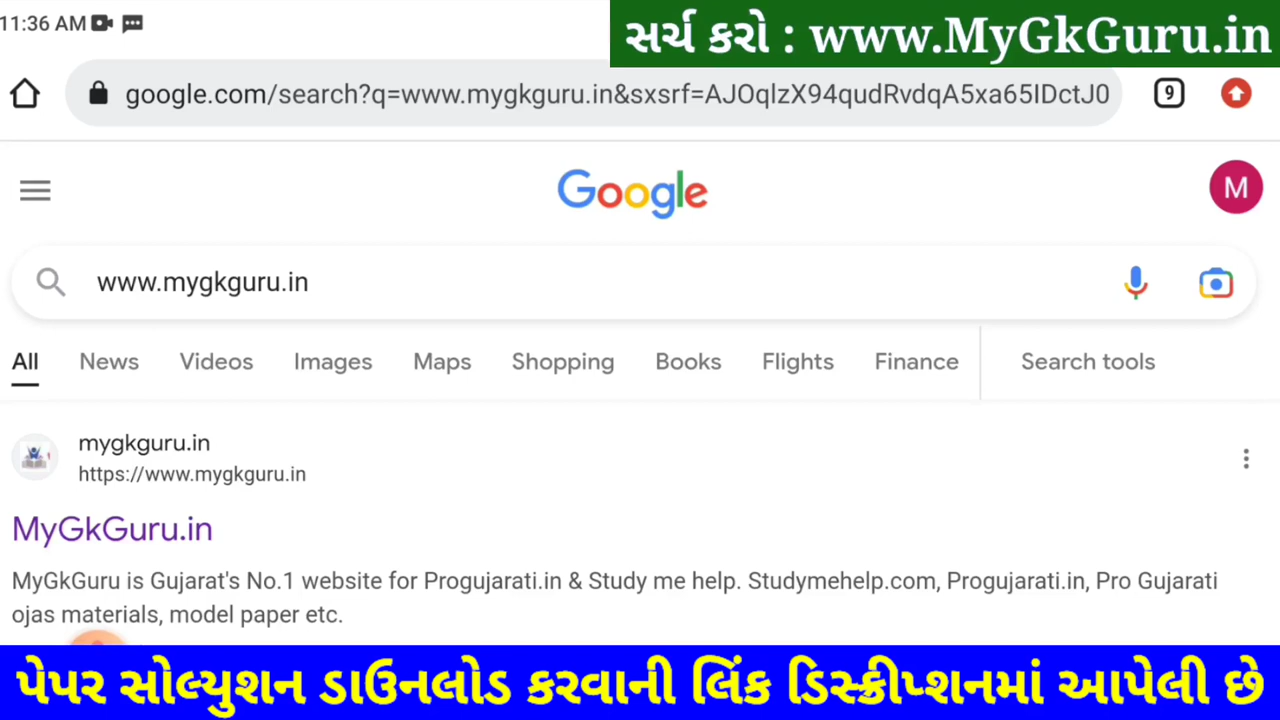 11:36 AM
સર્ચ કરો : www.MyGkGuru.in
google.com/search?q=www.mygkguru.in&sxsrf=AJOqlzX94qudRvdqA5xa65IDctJ0
9
Google
M
www.mygkguru.in
All News Videos Images Maps Shopping Books Flights Finance Search tools
mygkguru.in
https://www.mygkguru.in
MyGkGuru.in
MyGkGuru is Gujarat's No.1 website for Progujarati.in & Study me help. Studymehelp.com, Progujarati.in, Pro Gujarati
ojas materials, model paper etc.
પેપર સોલ્યુશન ડાઉનલોડ કરવાની લિંક ડિસ્ક્રીપ્શનમાં આપેલી છે